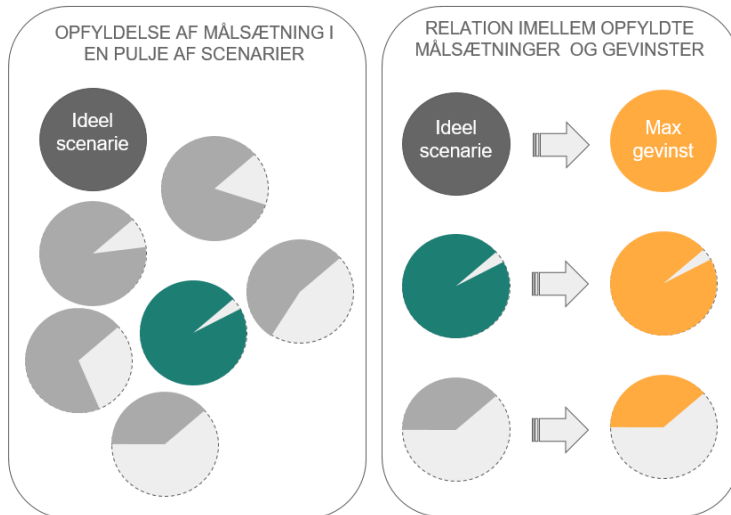 OPFYLDELSE AF MÅLSÆTNING I
EN PULJE AF SCENARIER
Ideel
scenarie
RELATION IMELLEM OPFYLDTE
MÅLSÆTNINGER OG GEVINSTER
Ideel
scenarie
Max
gevinst